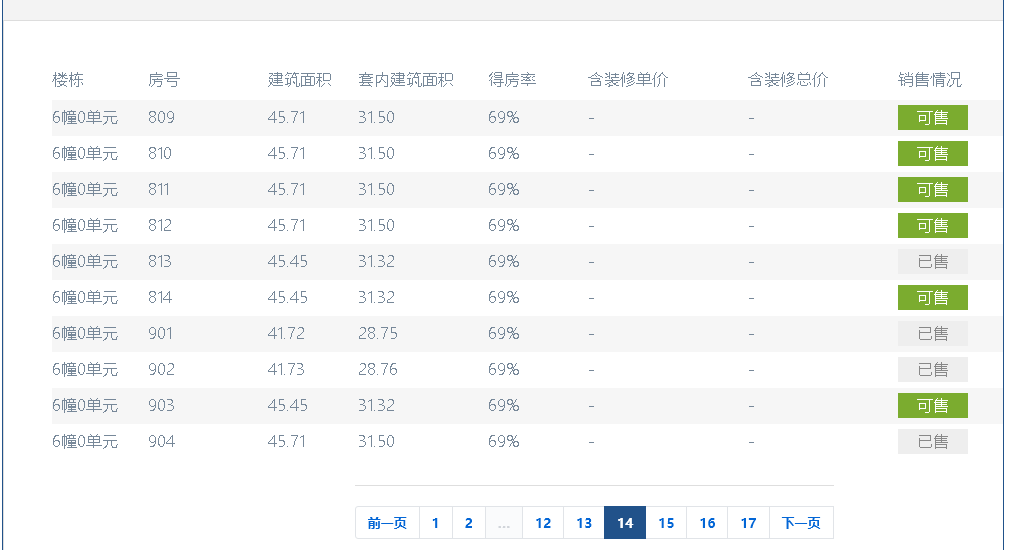 楼栋 房号 建筑面积 套内建筑面积 得房率 含装修单价 含装修总价 销售情况
6幢0单元 809 45.71 31.50 69% - - 可售
6幢0单元 810 45.71 31.50 69% - - 可售
6幢0单元 811 45.71 31.50 69% - - 可售
6幢0单元 812 45.71 31.50 69% - - 可售
6幢0单元 813 45.45 31.32 69% - - 已售
6幢0单元 814 45.45 31.32 69% - - 可售
6幢0单元 901 41.72 28.75 69% - - 已售
6幢0单元 902 41.73 28.76 69% - - 已售
6幢0单元 903 45.45 31.32 69% - - 可售
6幢0单元 904 45.71 31.50 69% - - 已售
前一页 1 2 ... 12 13 14 15 16 17 下一页